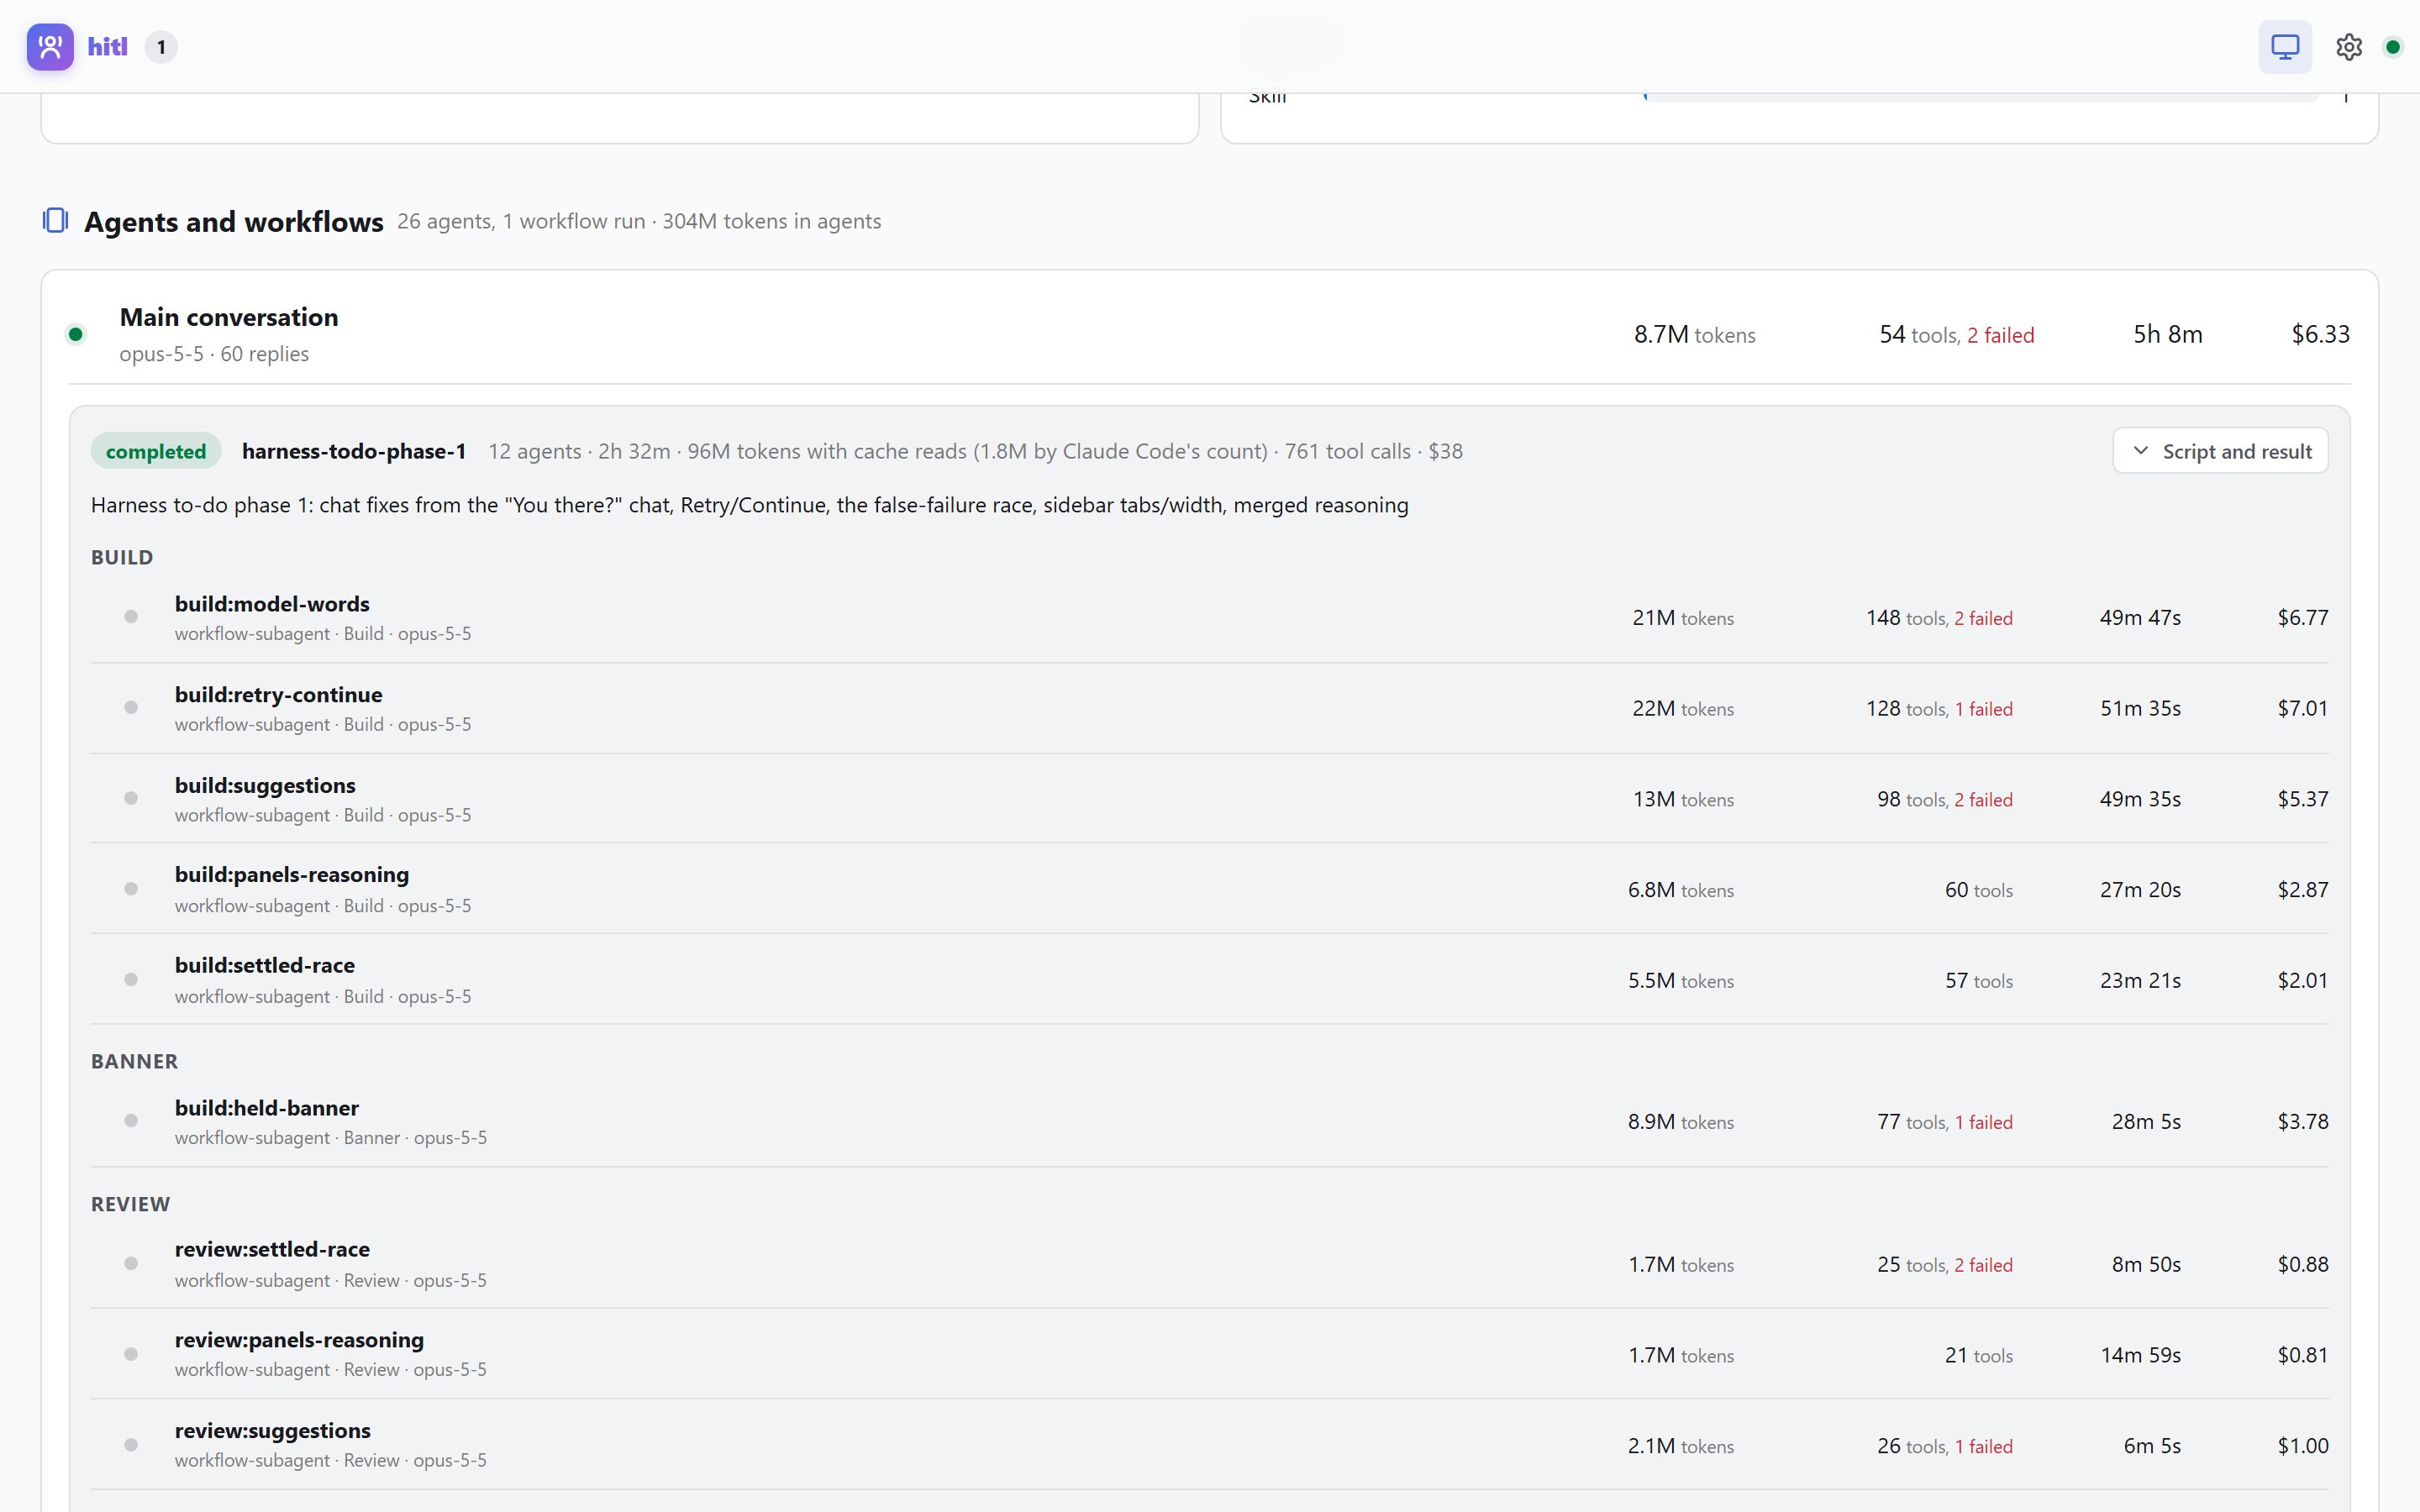 hitl 1
Skill 1
Agents and workflows 26 agents, 1 workflow run · 304M tokens in agents
Main conversation
opus-5-5 · 60 replies
8.7M tokens 54 tools, 2 failed 5h 8m $6.33
completed harness-todo-phase-1 12 agents · 2h 32m · 96M tokens with cache reads (1.8M by Claude Code's count) · 761 tool calls · $38 Script and result
Harness to-do phase 1: chat fixes from the "You there?" chat, Retry/Continue, the false-failure race, sidebar tabs/width, merged reasoning
BUILD
build:model-words
workflow-subagent · Build · opus-5-5
21M tokens 148 tools, 2 failed 49m 47s $6.77
build:retry-continue
workflow-subagent · Build · opus-5-5
22M tokens 128 tools, 1 failed 51m 35s $7.01
build:suggestions
workflow-subagent · Build · opus-5-5
13M tokens 98 tools, 2 failed 49m 35s $5.37
build:panels-reasoning
workflow-subagent · Build · opus-5-5
6.8M tokens 60 tools 27m 20s $2.87
build:settled-race
workflow-subagent · Build · opus-5-5
5.5M tokens 57 tools 23m 21s $2.01
BANNER
build:held-banner
workflow-subagent · Banner · opus-5-5
8.9M tokens 77 tools, 1 failed 28m 5s $3.78
REVIEW
review:settled-race
workflow-subagent · Review · opus-5-5
1.7M tokens 25 tools, 2 failed 8m 50s $0.88
review:panels-reasoning
workflow-subagent · Review · opus-5-5
1.7M tokens 21 tools 14m 59s $0.81
review:suggestions
workflow-subagent · Review · opus-5-5
2.1M tokens 26 tools, 1 failed 6m 5s $1.00